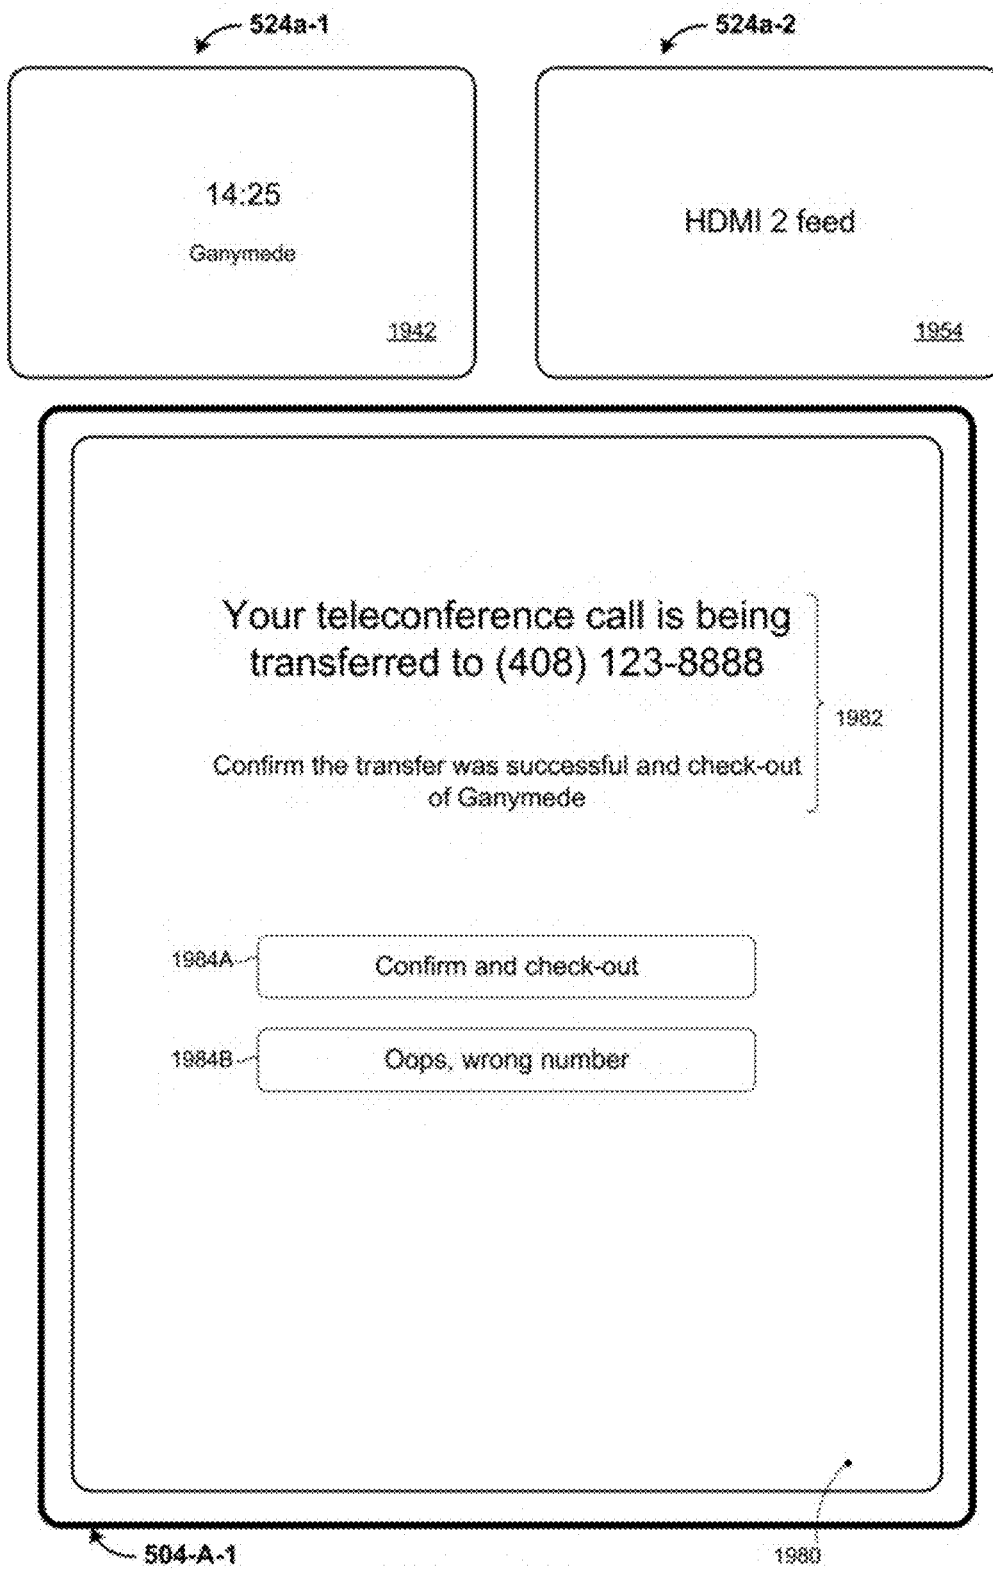 524a-1
524a-2
14:25
Ganymede
1942
HDMI 2 feed
1954
Your teleconference call is being
transferred to (408) 123-8888
1982
Confirm the transfer was successful and check-out
of Ganymede
1984A
Confirm and check-out
1984B
Oops, wrong number
504-A-1
1980